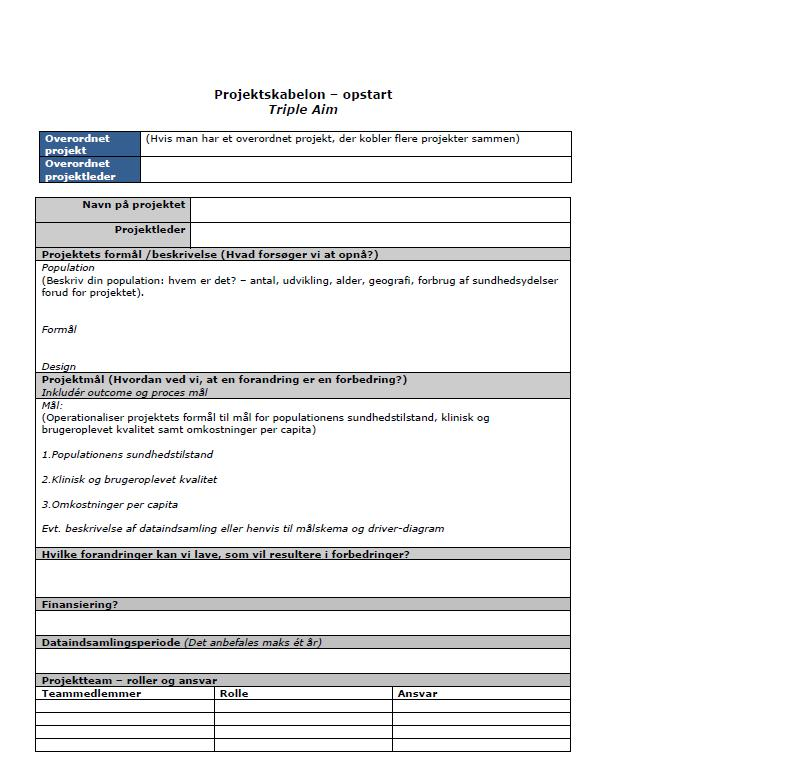 Projektskabelon – opstart
Triple Aim
Overordnet
projekt
(Hvis man har et overordnet projekt, der kobler flere projekter sammen)
Overordnet
projektleder
Navn på projektet
Projektleder
Projektets formål /beskrivelse (Hvad forsøger vi at opnå?)
Population
(Beskriv din population: hvem er det? – antal, udvikling, alder, geografi, forbrug af sundhedsydelser
forud for projektet).
Formål
Design
Projektmål (Hvordan ved vi, at en forandring er en forbedring?)
Inkludér outcome og proces mål
Mål:
(Operationaliser projektets formål til mål for populationens sundhedstilstand, klinisk og
brugeroplevet kvalitet samt omkostninger per capita)
1.Populationens sundhedstilstand
2.Klinisk og brugeroplevet kvalitet
3.Omkostninger per capita
Evt. beskrivelse af dataindsamling eller henvis til målskema og driver-diagram
Hvilke forandringer kan vi lave, som vil resultere i forbedringer?
Finansiering?
Dataindsamlingsperiode (Det anbefales maks ét år)
Projektteam – roller og ansvar
Teammedlemmer Rolle Ansvar